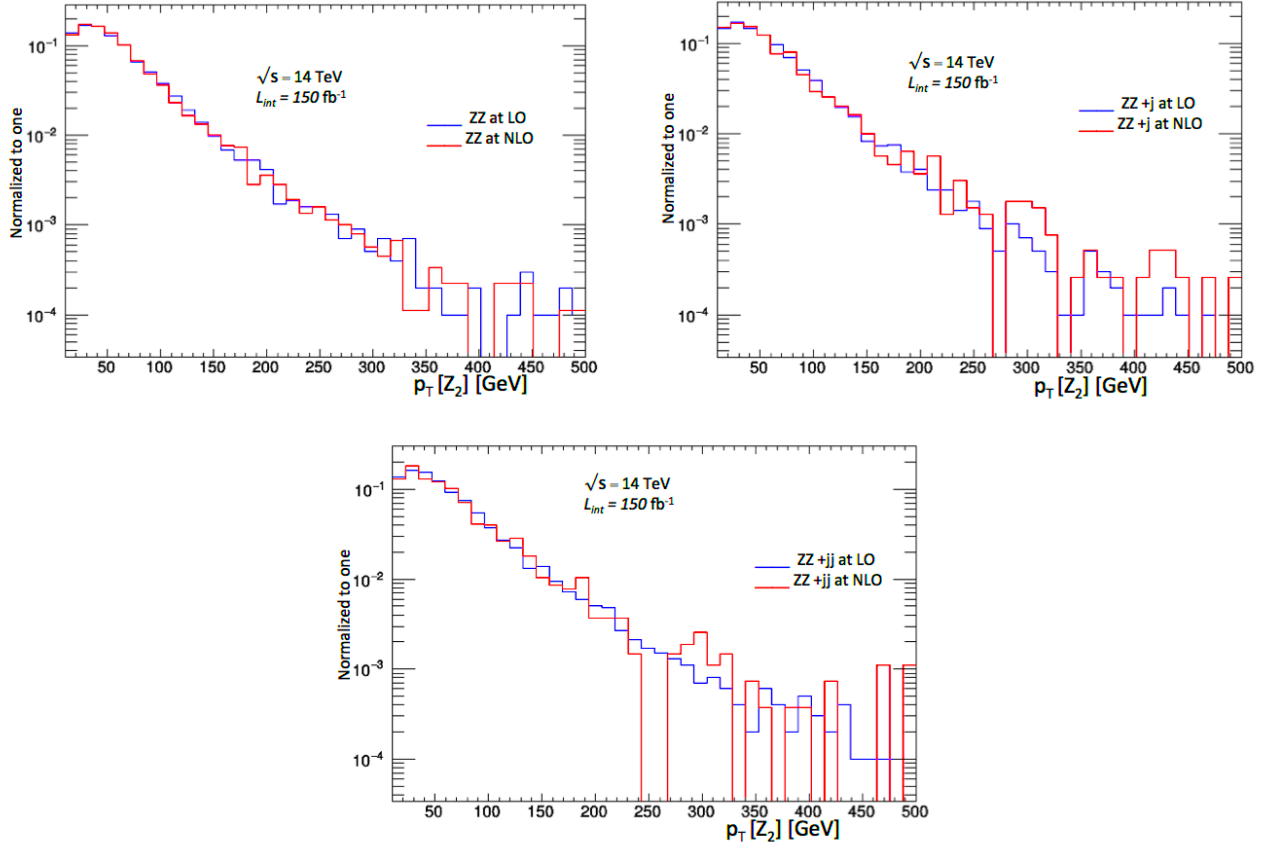 10⁻¹
10⁻²
10⁻³
10⁻⁴
Normalized to one
√s = 14 TeV
L_int = 150 fb⁻¹
ZZ at LO
ZZ at NLO
50 100 150 200 250 300 350 400 450 500
p_T [Z₂] [GeV]
10⁻¹
10⁻²
10⁻³
10⁻⁴
Normalized to one
√s = 14 TeV
L_int = 150 fb⁻¹
ZZ +j at LO
ZZ +j at NLO
50 100 150 200 250 300 350 400 450 500
p_T [Z₂] [GeV]
10⁻¹
10⁻²
10⁻³
10⁻⁴
Normalized to one
√s = 14 TeV
L_int = 150 fb⁻¹
ZZ +jj at LO
ZZ +jj at NLO
50 100 150 200 250 300 350 400 450 500
p_T [Z₂] [GeV]